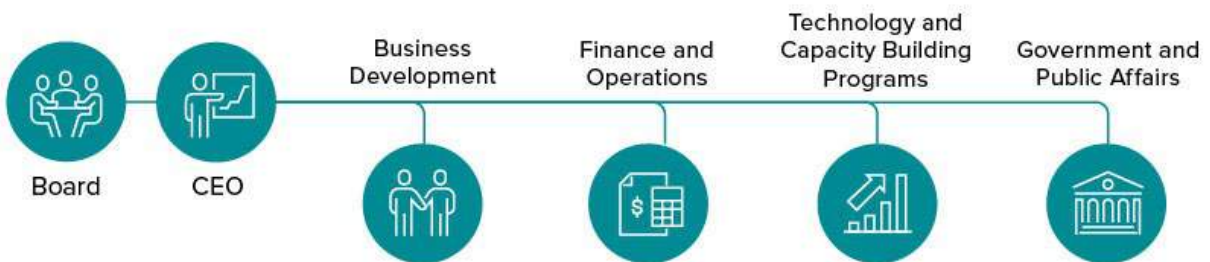 Board
CEO
Business
Development
Finance and
Operations
Technology and
Capacity Building
Programs
Government and
Public Affairs
$